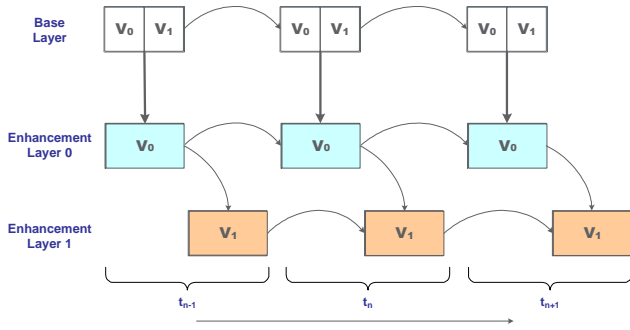 Base
Layer
V₀ V₁ V₀ V₁ V₀ V₁
Enhancement
Layer 0
V₀ V₀ V₀
Enhancement
Layer 1
V₁ V₁ V₁
tₙ₋₁ tₙ tₙ₊₁